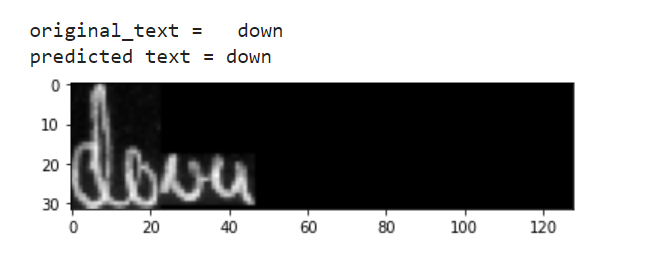 original_text =   down
predicted text = down
0
10
20
30
down
0 20 40 60 80 100 120